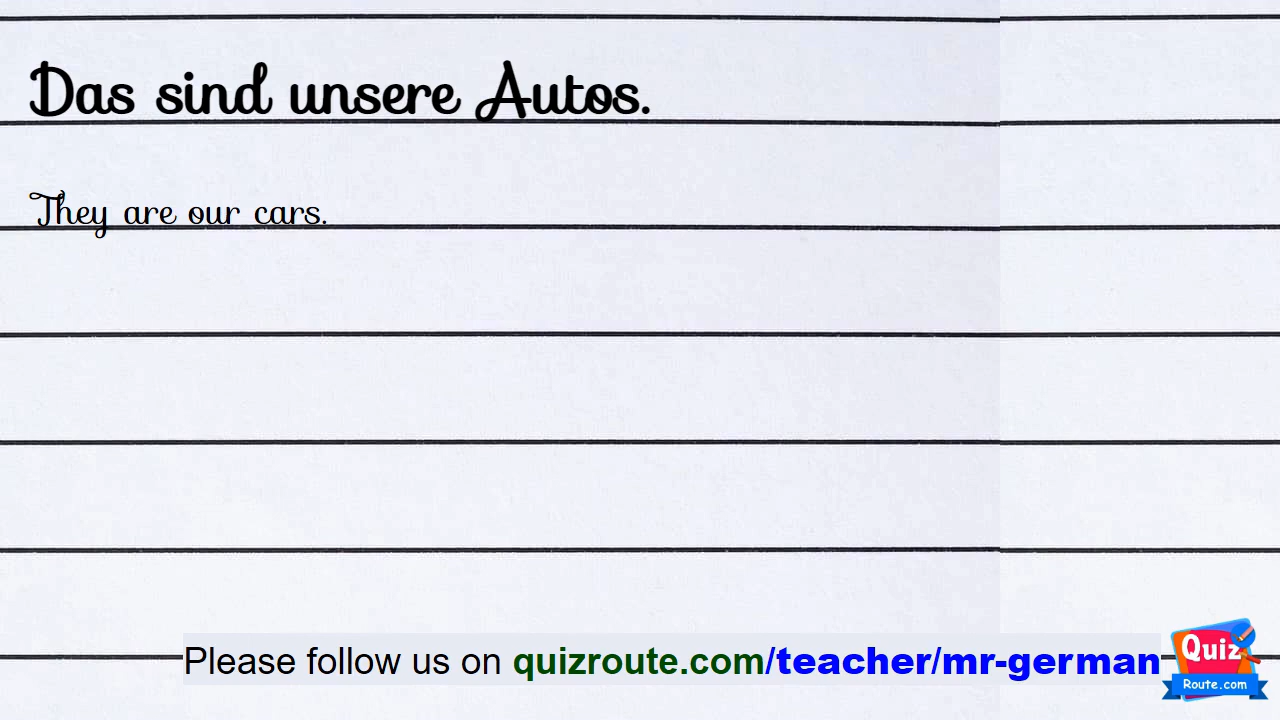 Das sind unsere Autos.
They are our cars.
Please follow us on quizroute.com/teacher/mr-german
Quiz
Route.com